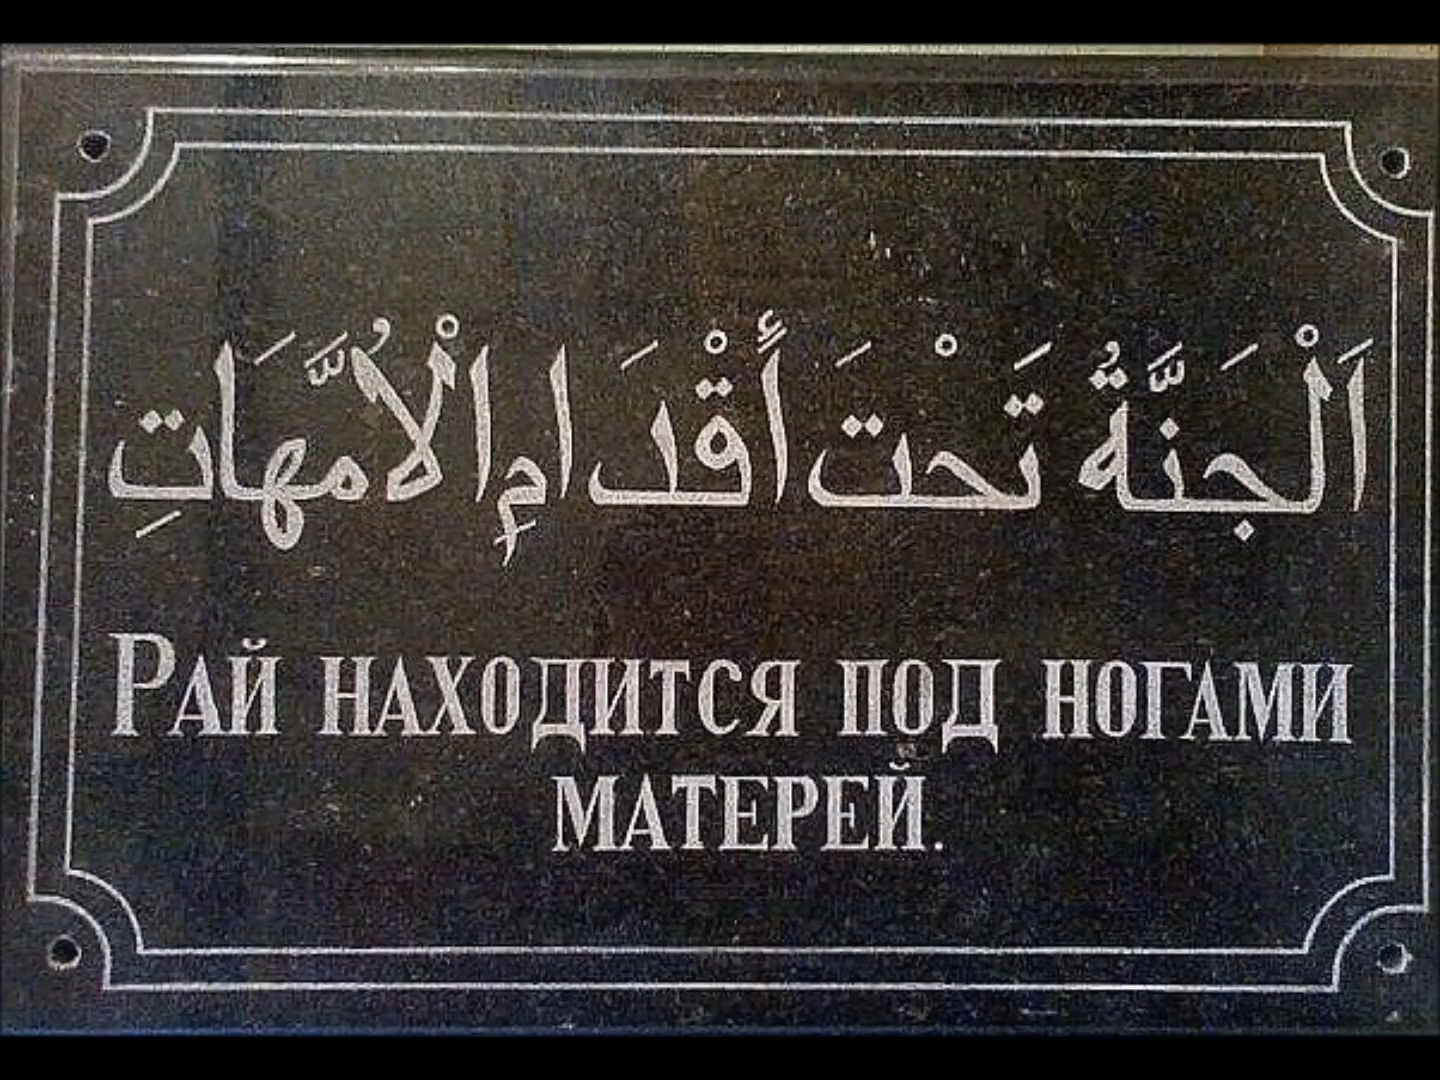 اَلْجَنَّةُ تَحْتَ أَقْدَامِ الْاُمَّهَاتِ
Рай находится под ногами
матерей.